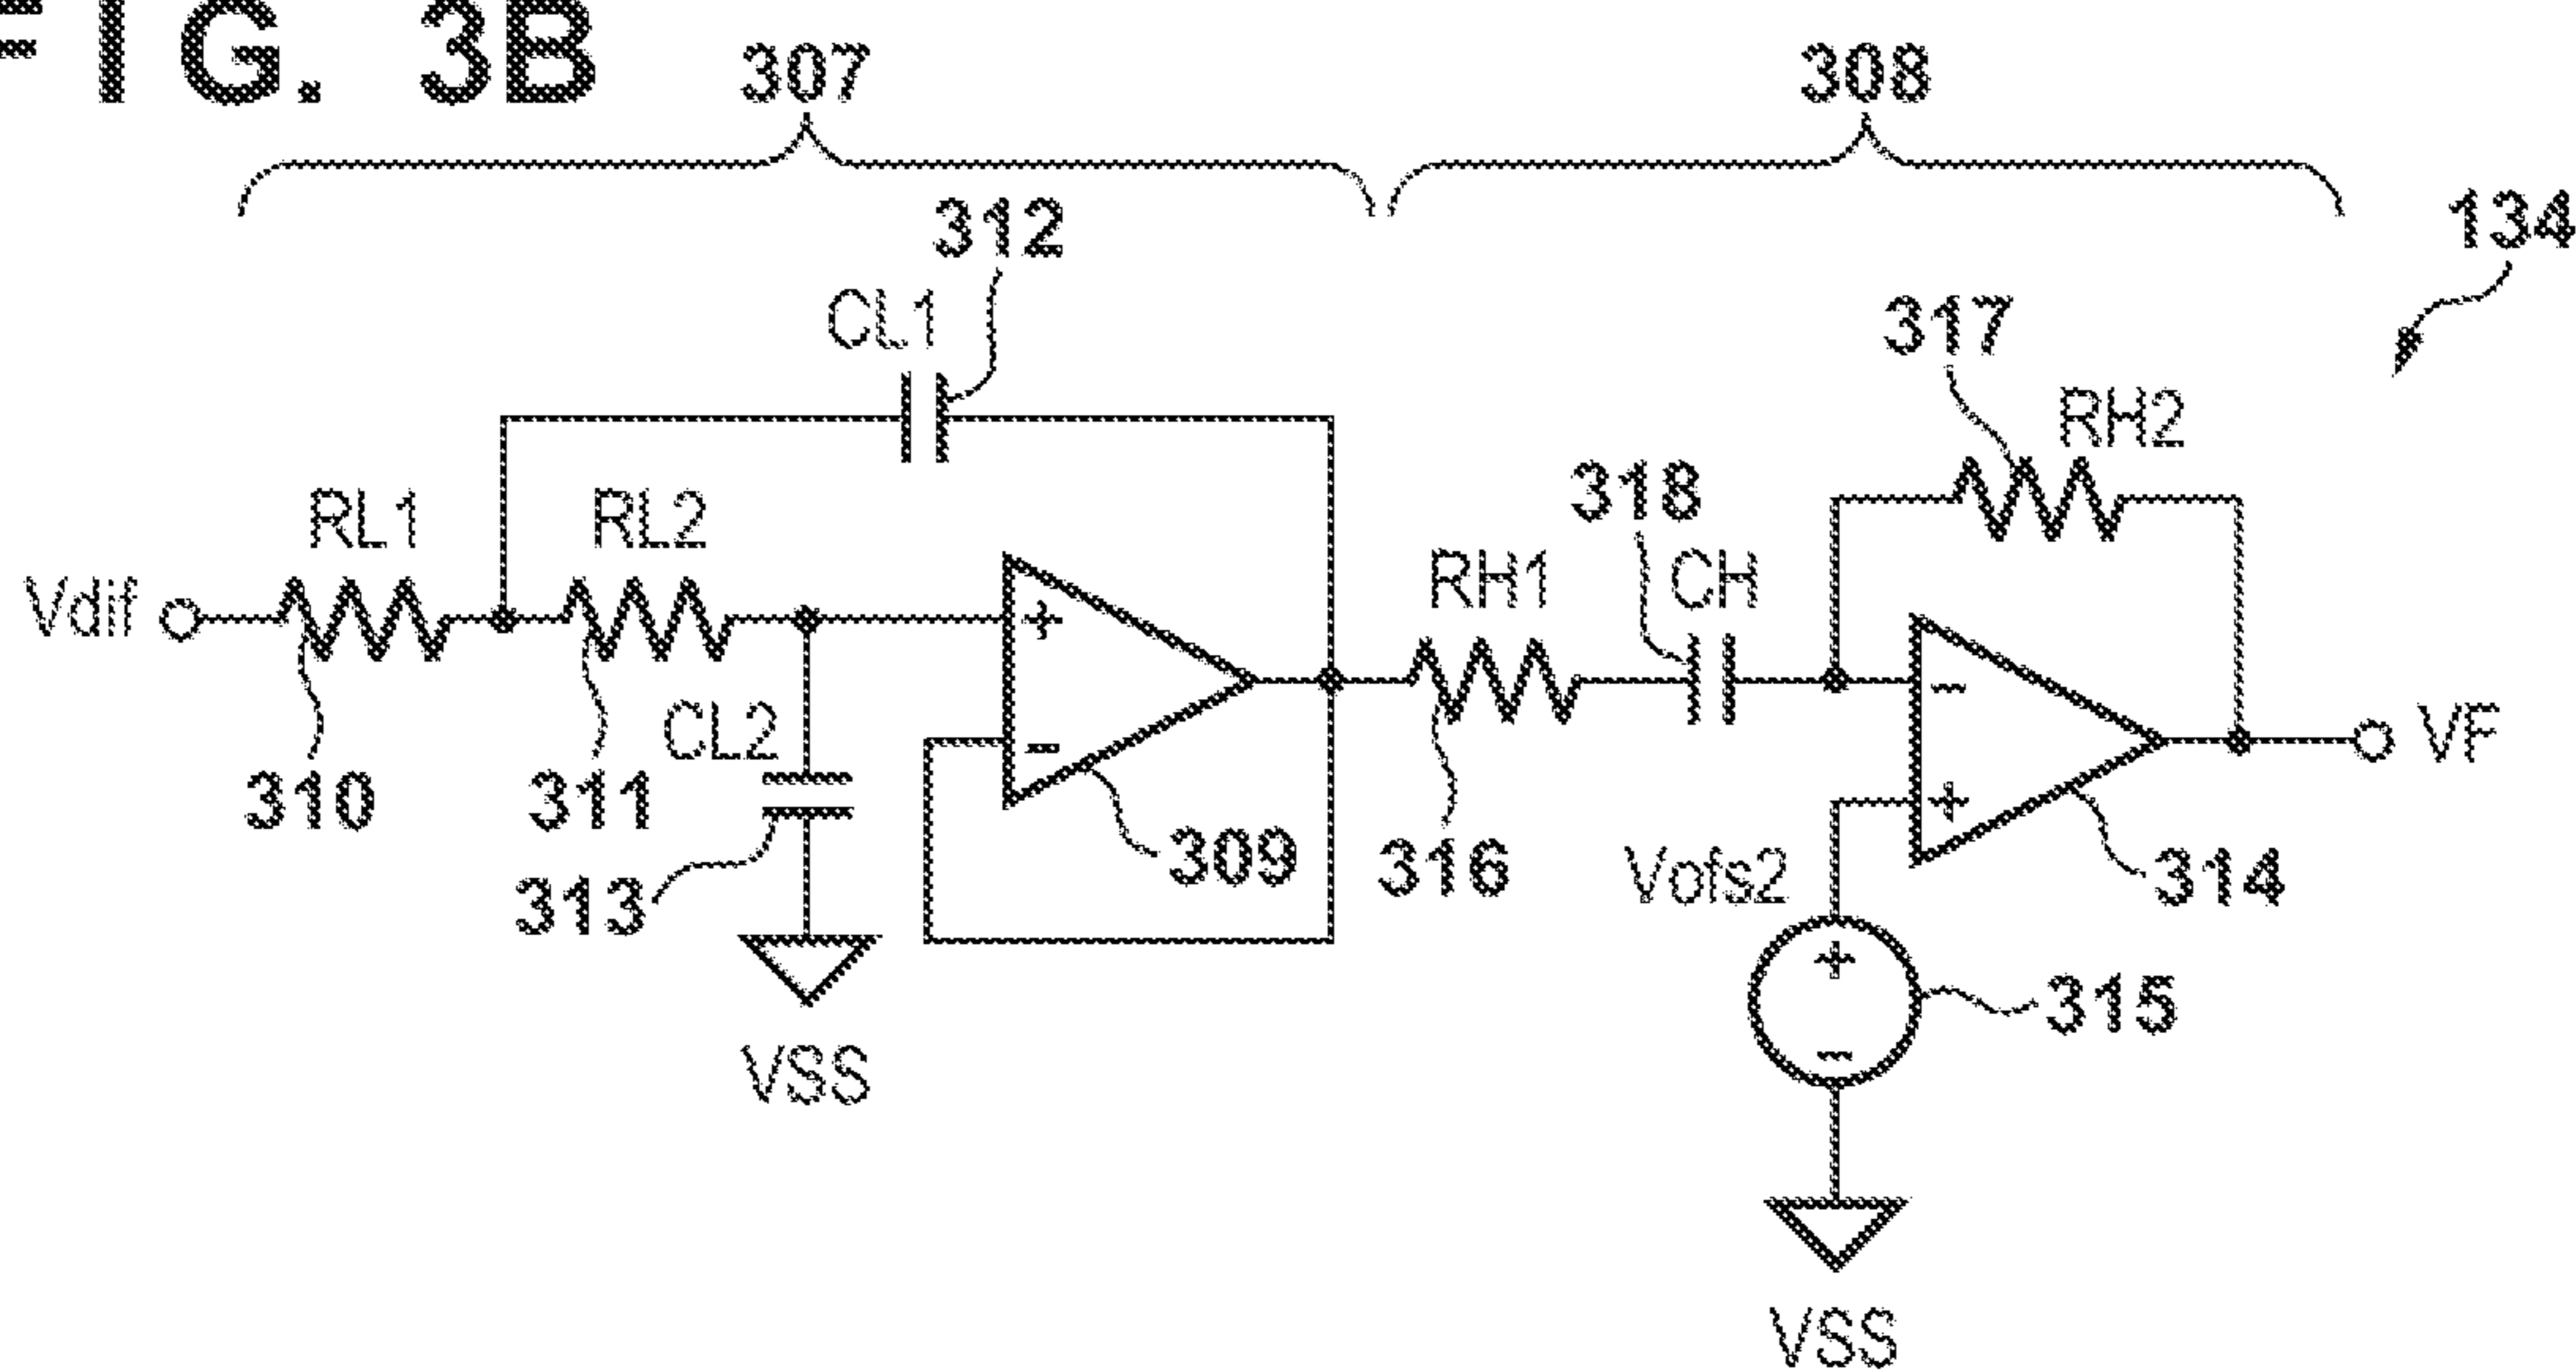 FIG. 3B
307
308
134
312
CL1
317
RH2
318
RL1
RL2
RH1
CH
Vdif
+
-
CL2
-
+
VF
310
311
313
309
316
Vofs2
314
+
-
315
VSS
VSS